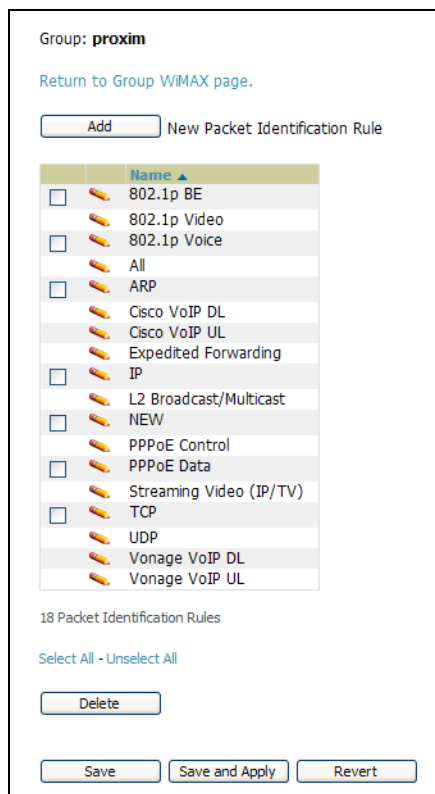 Group: proxim
Return to Group WiMAX page.
Add New Packet Identification Rule
Name
802.1p BE
802.1p Video
802.1p Voice
All
ARP
Cisco VoIP DL
Cisco VoIP UL
Expedited Forwarding
IP
L2 Broadcast/Multicast
NEW
PPPoE Control
PPPoE Data
Streaming Video (IP/TV)
TCP
UDP
Vonage VoIP DL
Vonage VoIP UL
18 Packet Identification Rules
Select All - Unselect All
Delete
Save Save and Apply Revert